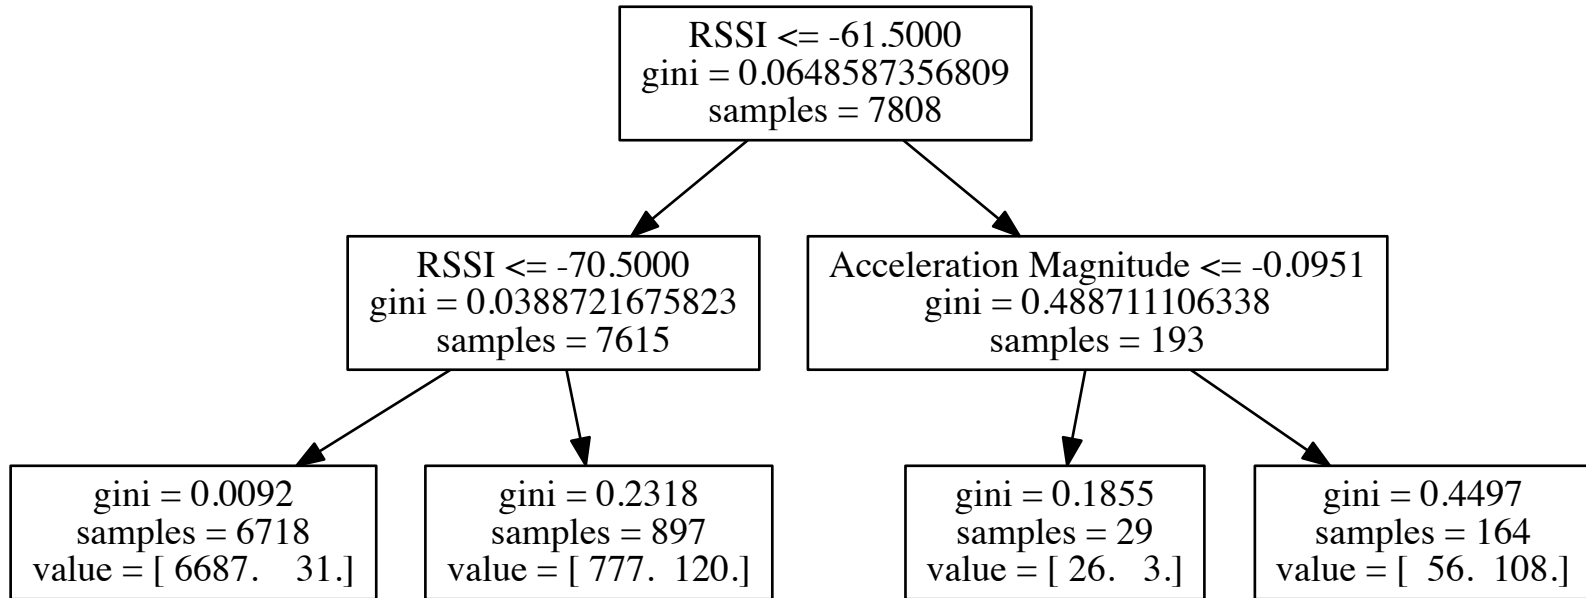 RSSI <= -61.5000
gini = 0.0648587356809
samples = 7808
RSSI <= -70.5000
gini = 0.0388721675823
samples = 7615
Acceleration Magnitude <= -0.0951
gini = 0.488711106338
samples = 193
gini = 0.0092
samples = 6718
value = [ 6687.    31.]
gini = 0.2318
samples = 897
value = [ 777.  120.]
gini = 0.1855
samples = 29
value = [ 26.   3.]
gini = 0.4497
samples = 164
value = [  56.  108.]